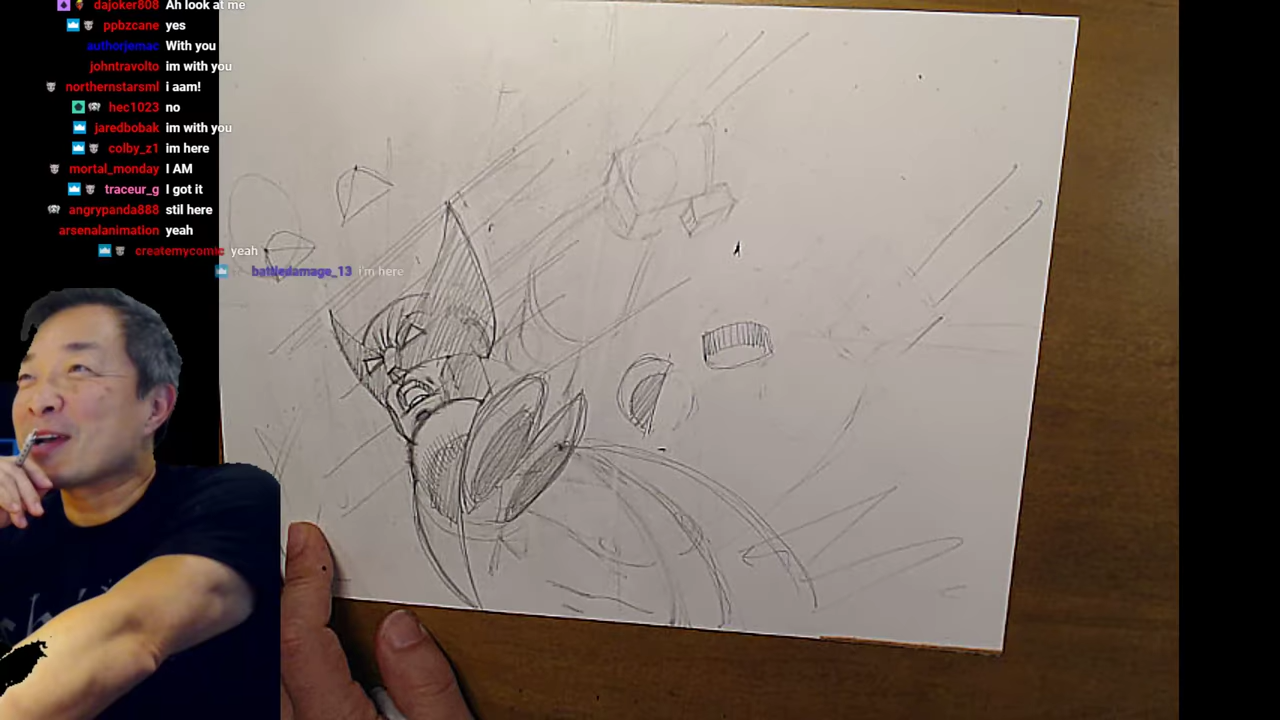 dajoker808 Ah look at me
ppbzcane yes
authorjemac With you
johntravolto im with you
northernstarsml i aam!
hec1023 no
jaredbobak im with you
colby_z1 im here
mortal_monday I AM
traceur_g I got it
angrypanda888 stil here
arsenalanimation yeah
createmycomic yeah
battledamage_13 i'm here